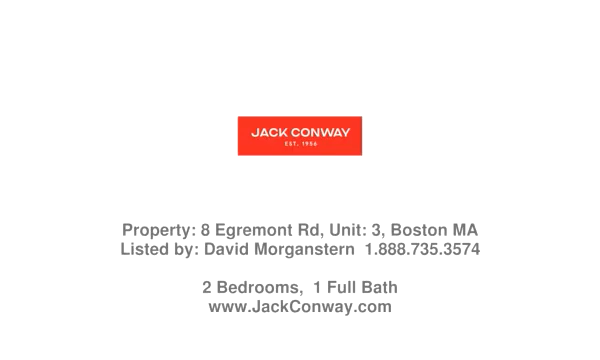 JACK CONWAY
EST. 1956
Property: 8 Egremont Rd, Unit: 3, Boston MA
Listed by: David Morganstern  1.888.735.3574
2 Bedrooms,  1 Full Bath
www.JackConway.com